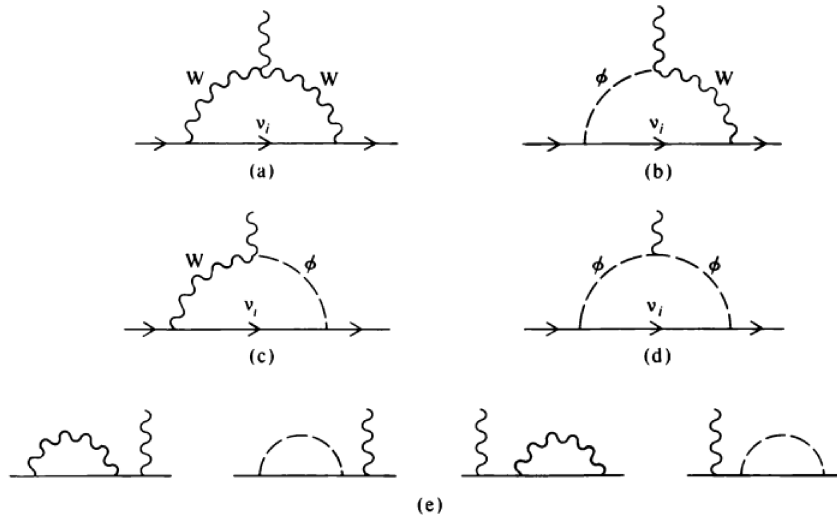 W W ϕ W
ν_i ν_i
(a) (b)
W ϕ ϕ ϕ
ν_i ν_i
(c) (d)
(e)